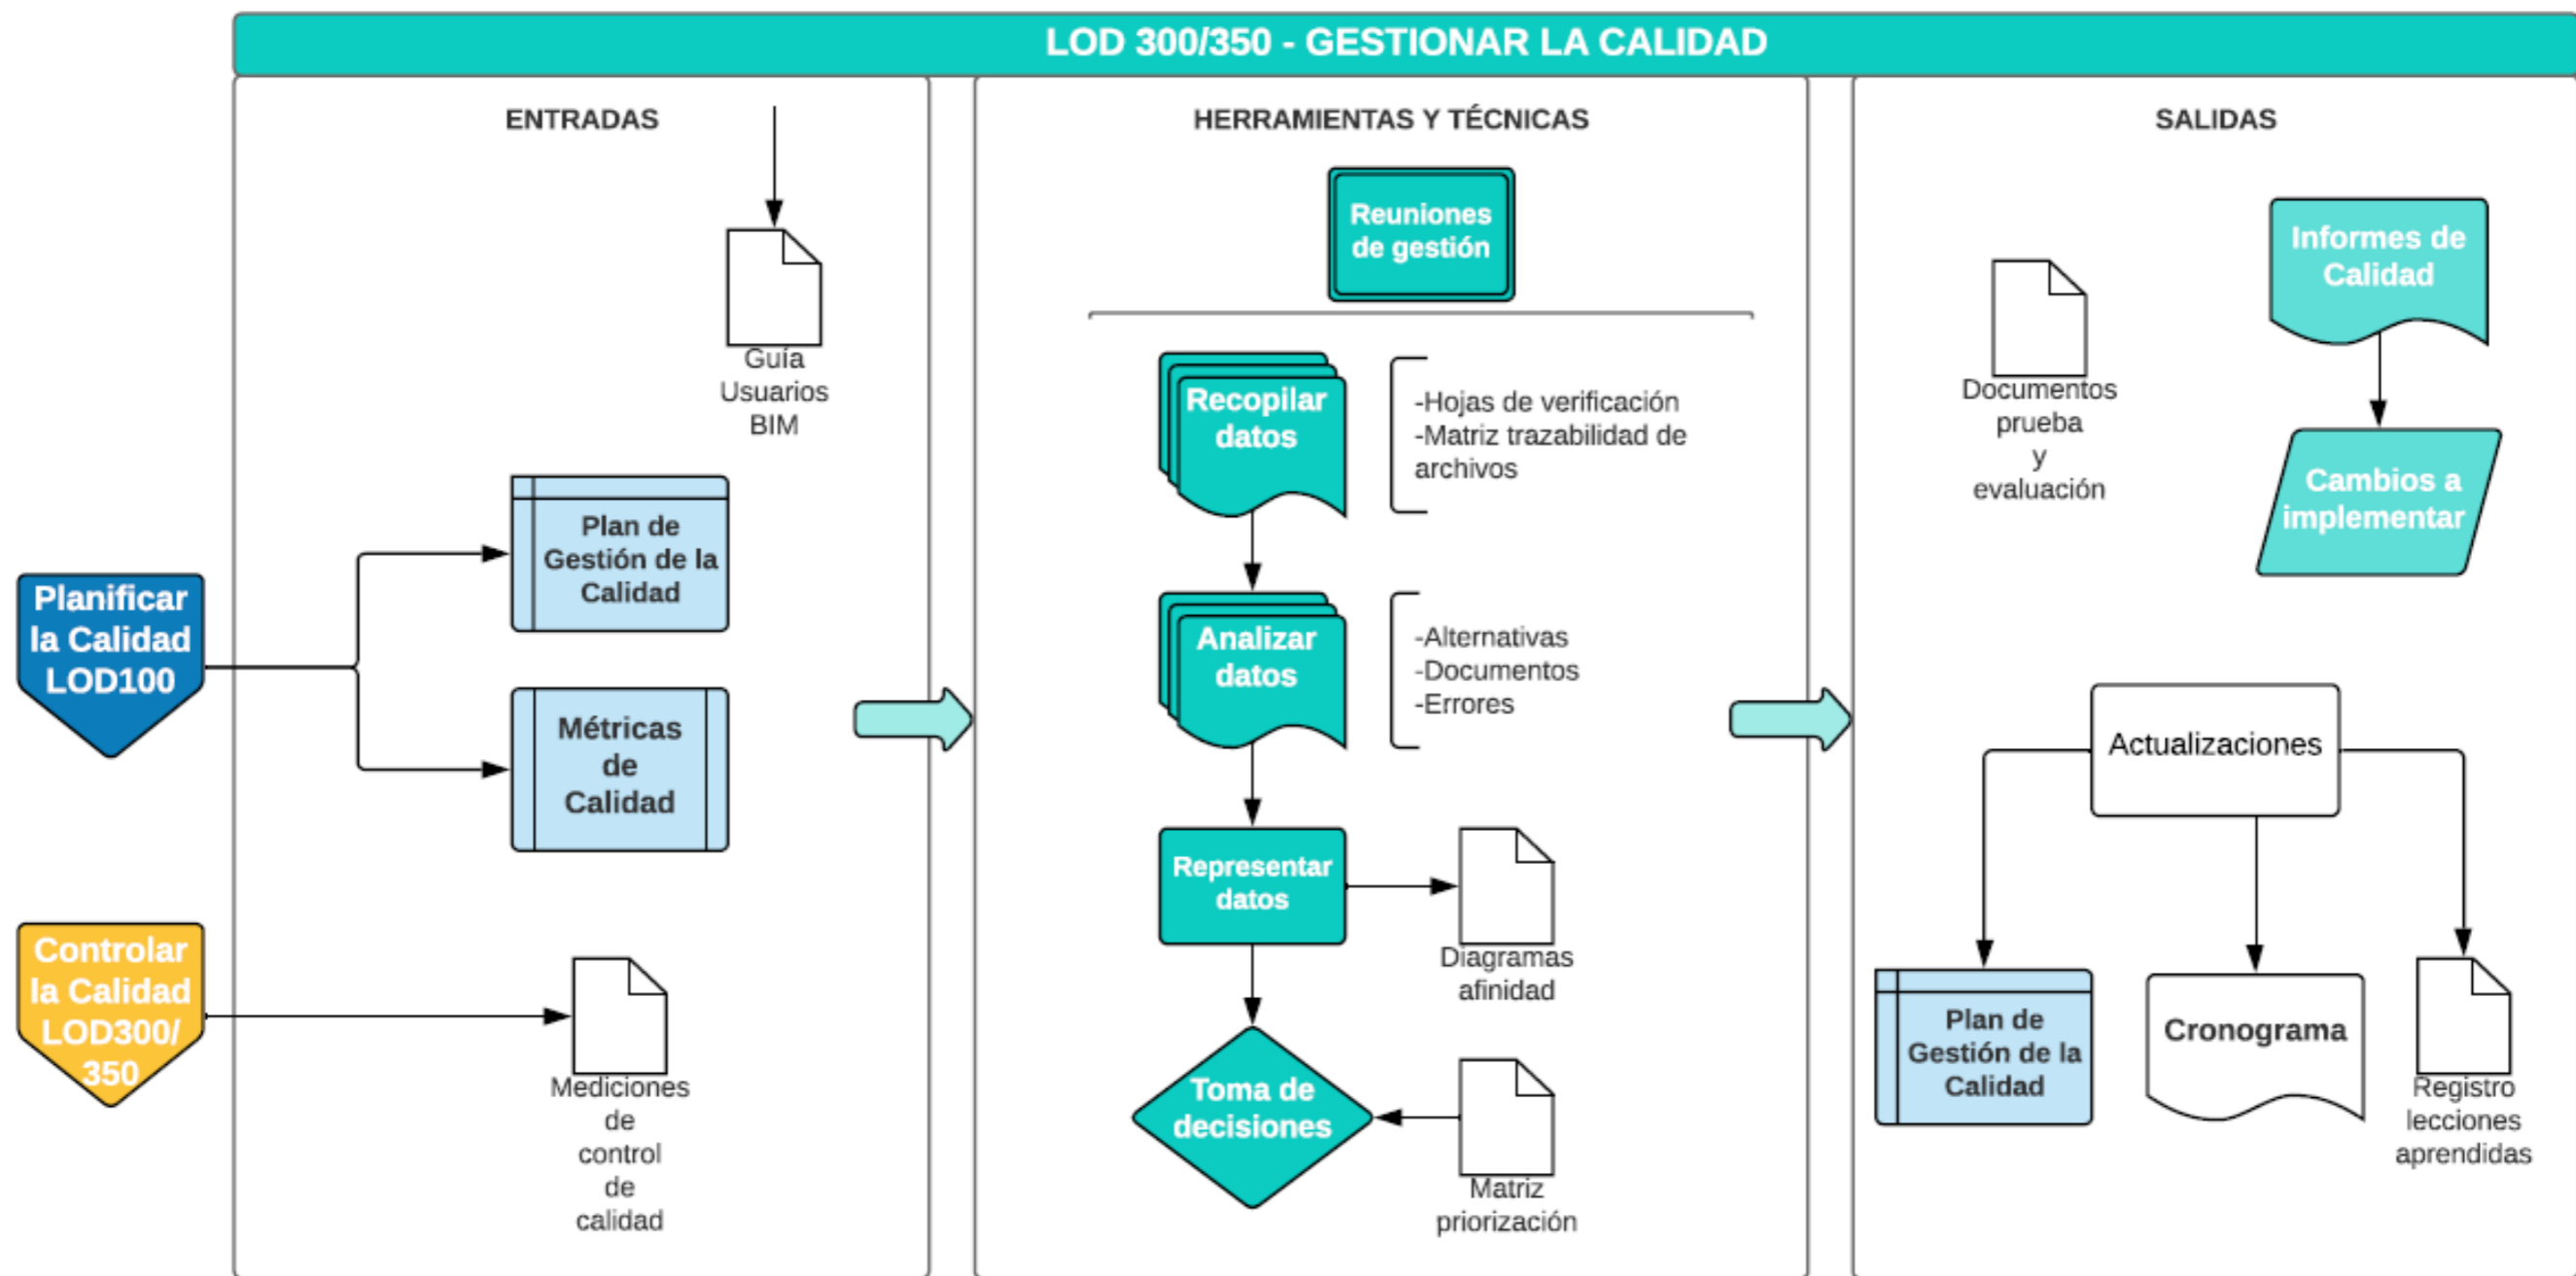 LOD 300/350 - GESTIONAR LA CALIDAD
ENTRADAS
Guía
Usuarios
BIM
Planificar
la Calidad
LOD100
Plan de
Gestión de la
Calidad
Métricas
de
Calidad
Controlar
la Calidad
LOD300/
350
Mediciones
de
control
de
calidad
HERRAMIENTAS Y TÉCNICAS
Reuniones
de gestión
Recopilar
datos
-Hojas de verificación
-Matriz trazabilidad de
archivos
Analizar
datos
-Alternativas
-Documentos
-Errores
Representar
datos
Diagramas
afinidad
Toma de
decisiones
Matriz
priorización
SALIDAS
Documentos
prueba
y
evaluación
Informes de
Calidad
Cambios a
implementar
Actualizaciones
Plan de
Gestión de la
Calidad
Cronograma
Registro
lecciones
aprendidas